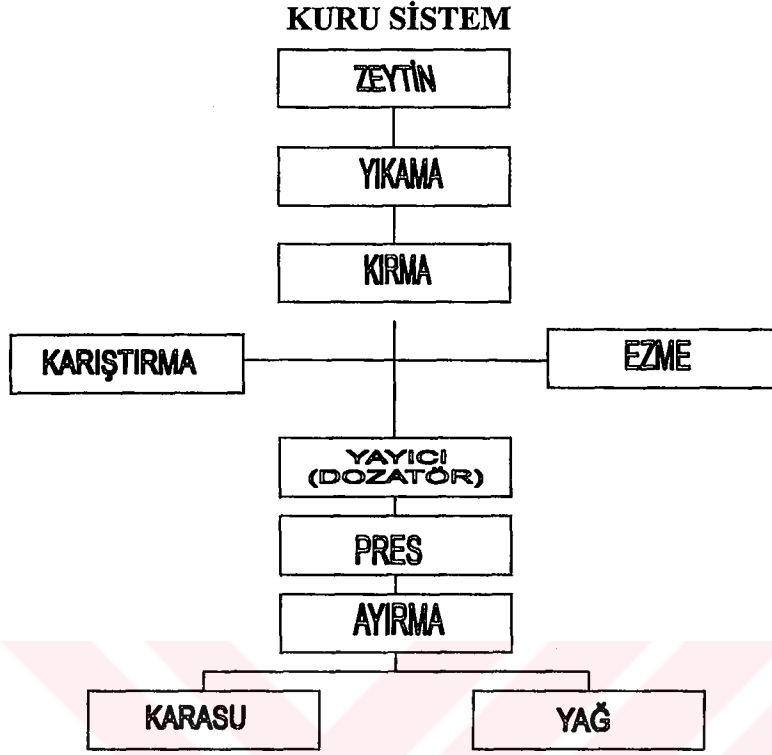 KURU SİSTEM
ZEYTİN
YIKAMA
KIRMA
KARIŞTIRMA
EZME
YAYICI
(DOZATÖR)
PRES
AYIRMA
KARASU
YAĞ